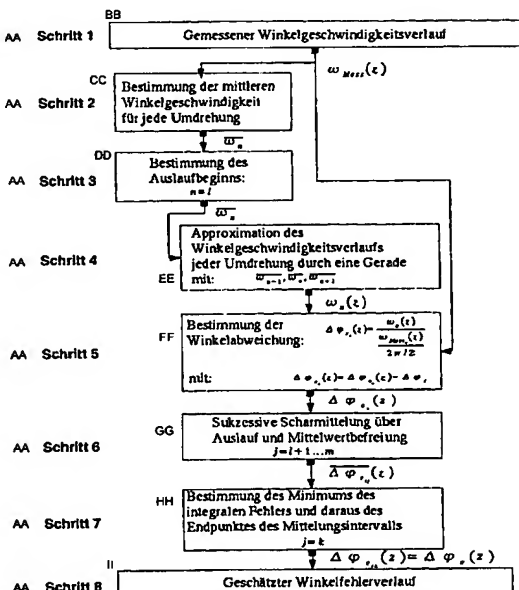 BB
AA Schritt 1 Gemessener Winkelgeschwindigkeitsverlauf
ω Mess (z)
CC
AA Schritt 2
Bestimmung der mittleren
Winkelgeschwindigkeit
für jede Umdrehung
ω̅n
DD
AA Schritt 3
Bestimmung des
Auslaufbeginns:
n=l
ω̅n
AA Schritt 4
Approximation des
Winkelgeschwindigkeitsverlaufs
jeder Umdrehung durch eine Gerade
EE mit: ω̅n-1, ω̅n, ω̅n+1
ωn(z)
FF
AA Schritt 5
Bestimmung der
Winkelabweichung:
mit:
GG
AA Schritt 6
Sukzessive Scharmittelung über
Auslauf und Mittelwertbefreiung
j=l+1...m
HH
AA Schritt 7
Bestimmung des Minimums des
integralen Fehlers und daraus des
Endpunktes des Mittelungsintervalls
j=k
II
AA Schritt 8 Geschätzter Winkelfehlerverlauf